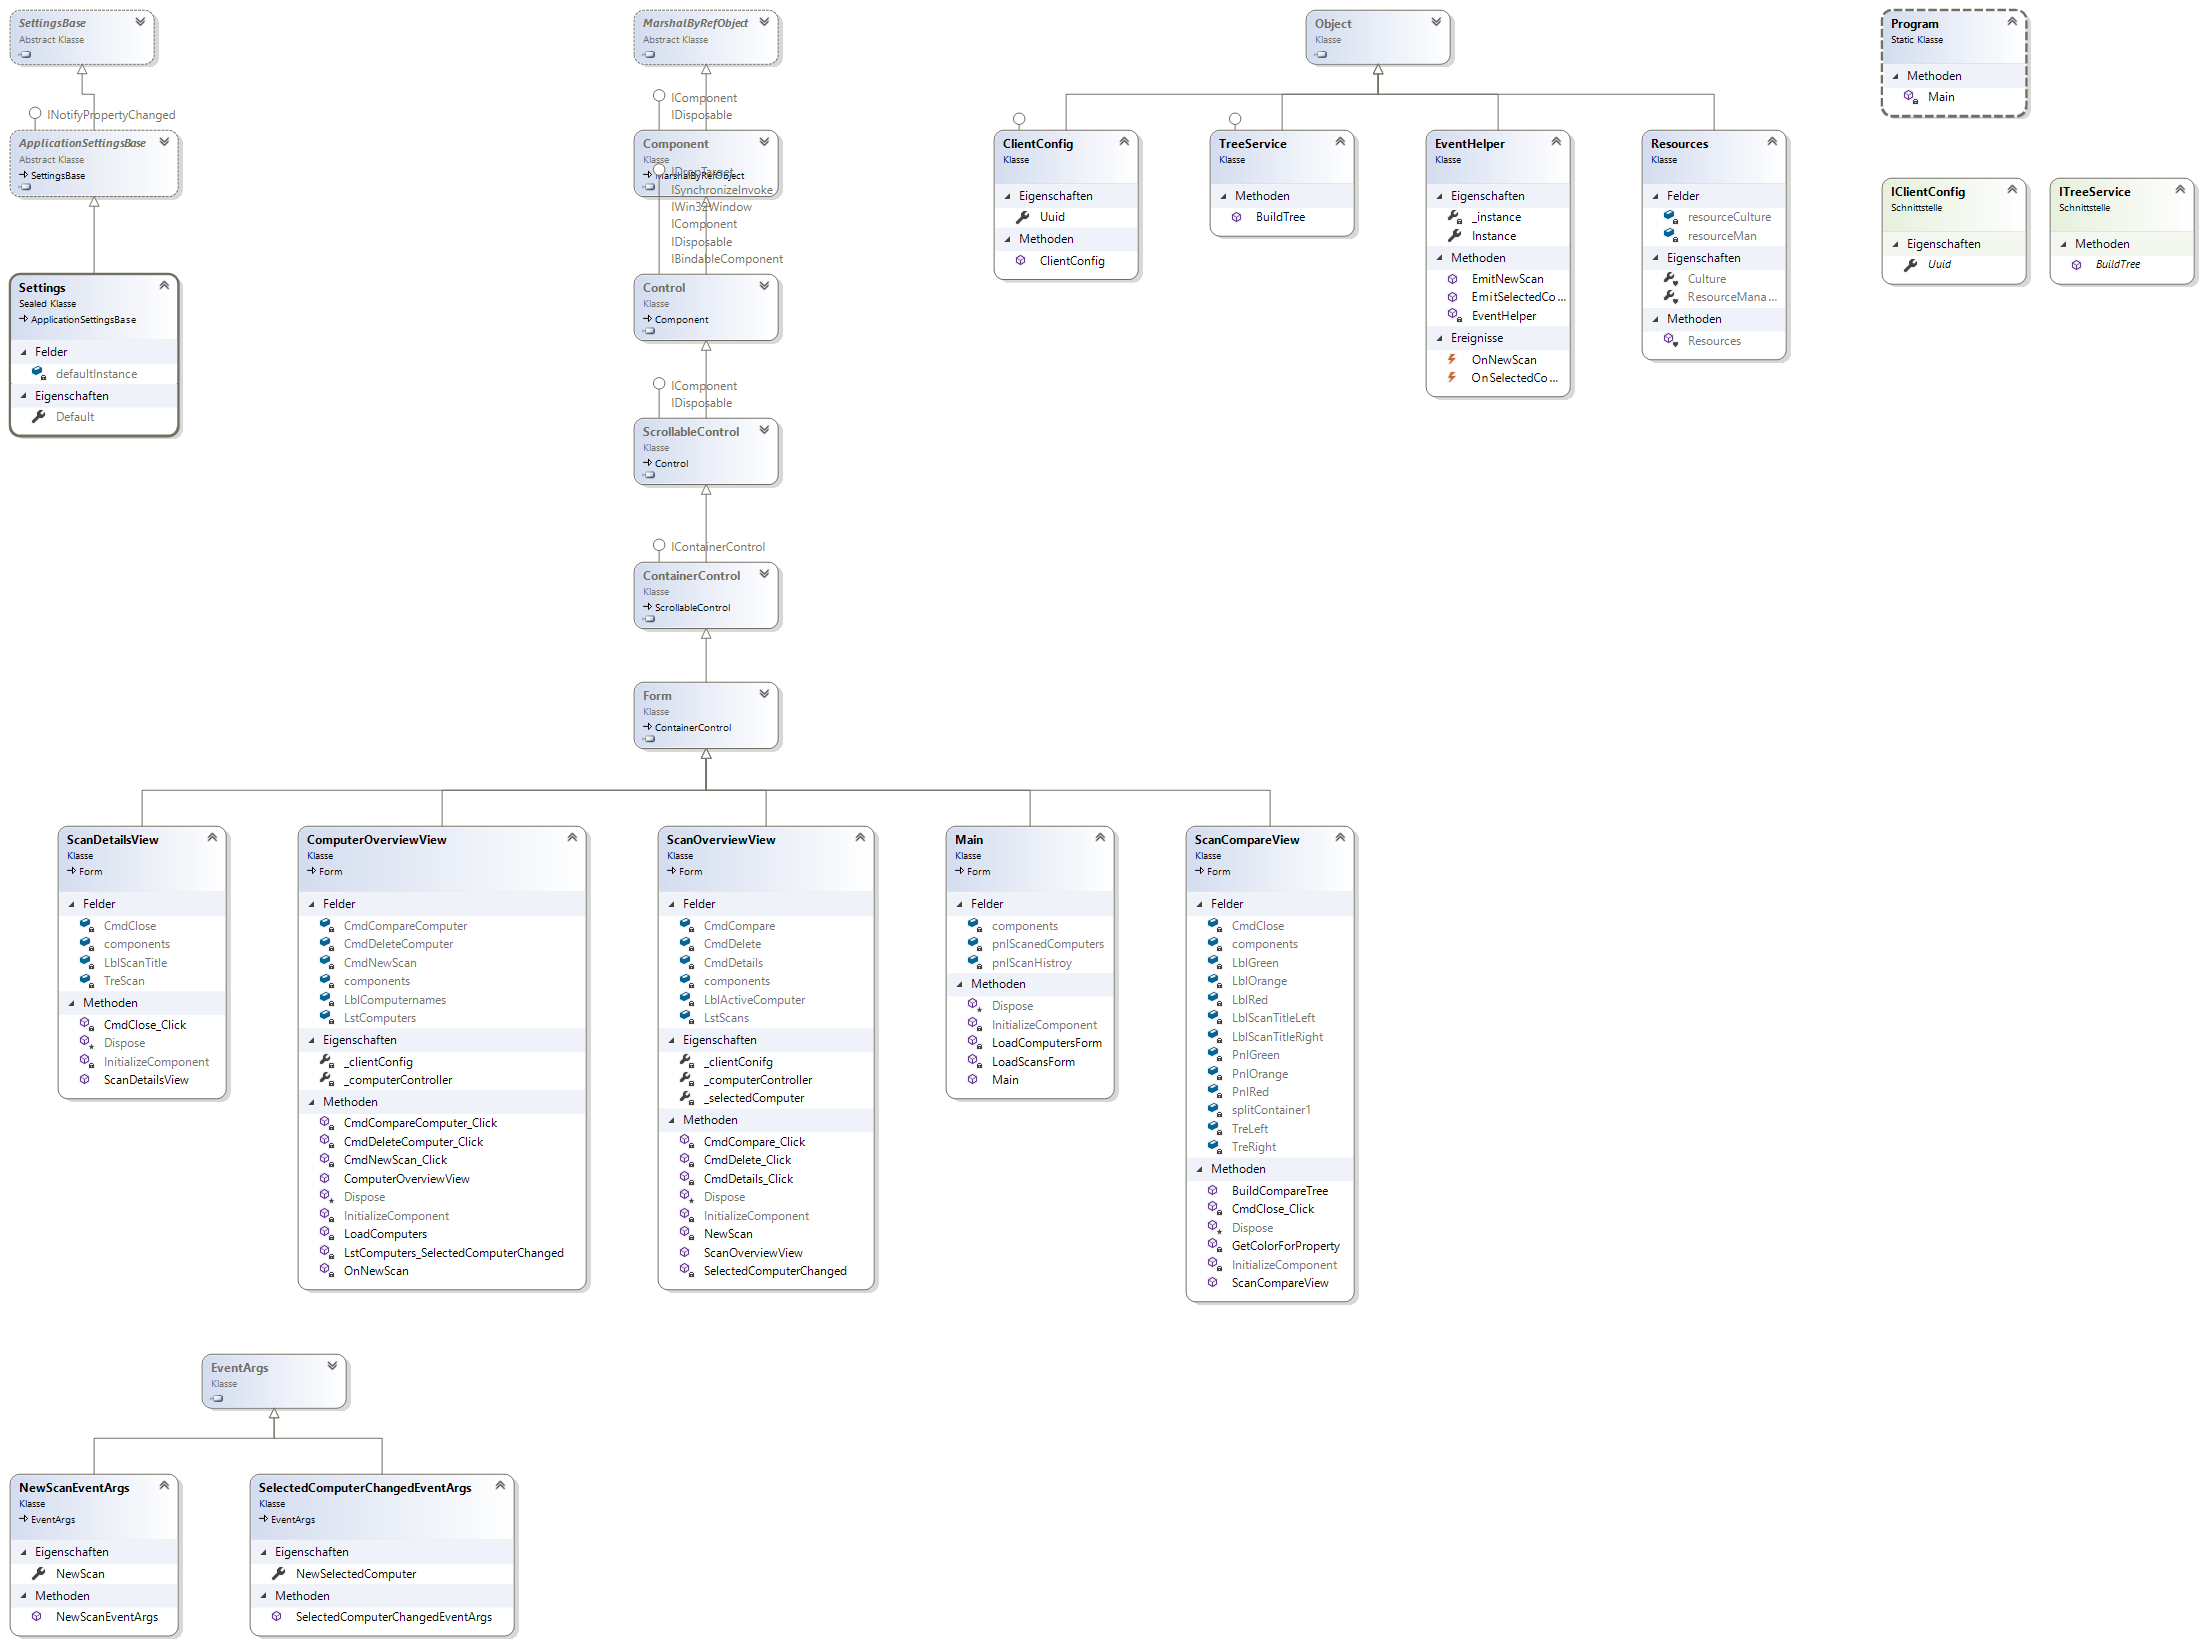 SettingsBase
Abstract Klasse
INotifyPropertyChanged
ApplicationSettingsBase
Abstract Klasse
SettingsBase
Settings
Sealed Klasse
ApplicationSettingsBase
Felder
defaultInstance
Eigenschaften
Default
MarshalByRefObject
Abstract Klasse
IComponent
IDisposable
Component
Klasse
MarshalByRefObject
IDropTarget
ISynchronizeInvoke
IWin32Window
IComponent
IDisposable
IBindableComponent
Control
Klasse
Component
IComponent
IDisposable
ScrollableControl
Klasse
Control
IContainerControl
ContainerControl
Klasse
ScrollableControl
Form
Klasse
ContainerControl
Object
Klasse
ClientConfig
Klasse
Eigenschaften
Uuid
Methoden
ClientConfig
TreeService
Klasse
Methoden
BuildTree
EventHelper
Klasse
Eigenschaften
_instance
Instance
Methoden
EmitNewScan
EmitSelectedCo...
EventHelper
Ereignisse
OnNewScan
OnSelectedCo...
Resources
Klasse
Felder
resourceCulture
resourceMan
Eigenschaften
Culture
ResourceMana...
Methoden
Resources
Program
Static Klasse
Methoden
Main
IClientConfig
Schnittstelle
Eigenschaften
Uuid
ITreeService
Schnittstelle
Methoden
BuildTree
ScanDetailsView
Klasse
Form
Felder
CmdClose
components
LblScanTitle
TreScan
Methoden
CmdClose_Click
Dispose
InitializeComponent
ScanDetailsView
ComputerOverviewView
Klasse
Form
Felder
CmdCompareComputer
CmdDeleteComputer
CmdNewScan
components
LblComputernames
LstComputers
Eigenschaften
_clientConfig
_computerController
Methoden
CmdCompareComputer_Click
CmdDeleteComputer_Click
CmdNewScan_Click
ComputerOverviewView
Dispose
InitializeComponent
LoadComputers
LstComputers_SelectedComputerChanged
OnNewScan
ScanOverviewView
Klasse
Form
Felder
CmdCompare
CmdDelete
CmdDetails
components
LblActiveComputer
LstScans
Eigenschaften
_clientConifg
_computerController
_selectedComputer
Methoden
CmdCompare_Click
CmdDelete_Click
CmdDetails_Click
Dispose
InitializeComponent
NewScan
ScanOverviewView
SelectedComputerChanged
Main
Klasse
Form
Felder
components
pnlScanedComputers
pnlScanHistroy
Methoden
Dispose
InitializeComponent
LoadComputersForm
LoadScansForm
Main
ScanCompareView
Klasse
Form
Felder
CmdClose
components
LblGreen
LblOrange
LblRed
LblScanTitleLeft
LblScanTitleRight
PnlGreen
PnlOrange
PnlRed
splitContainer1
TreLeft
TreRight
Methoden
BuildCompareTree
CmdClose_Click
Dispose
GetColorForProperty
InitializeComponent
ScanCompareView
EventArgs
Klasse
NewScanEventArgs
Klasse
EventArgs
Eigenschaften
NewScan
Methoden
NewScanEventArgs
SelectedComputerChangedEventArgs
Klasse
EventArgs
Eigenschaften
NewSelectedComputer
Methoden
SelectedComputerChangedEventArgs